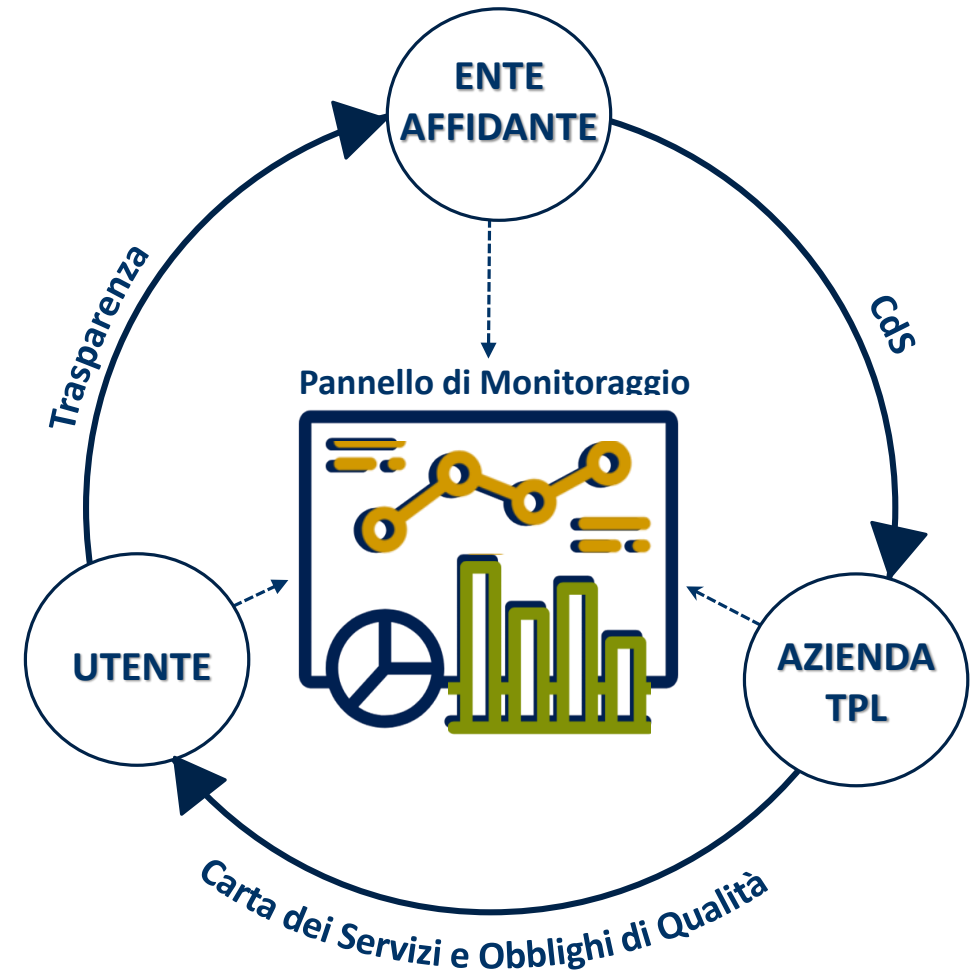 ENTE
AFFIDANTE
Trasparenza
CdS
Pannello di Monitoraggio
UTENTE
AZIENDA
TPL
Carta dei Servizi e Obblighi di Qualità